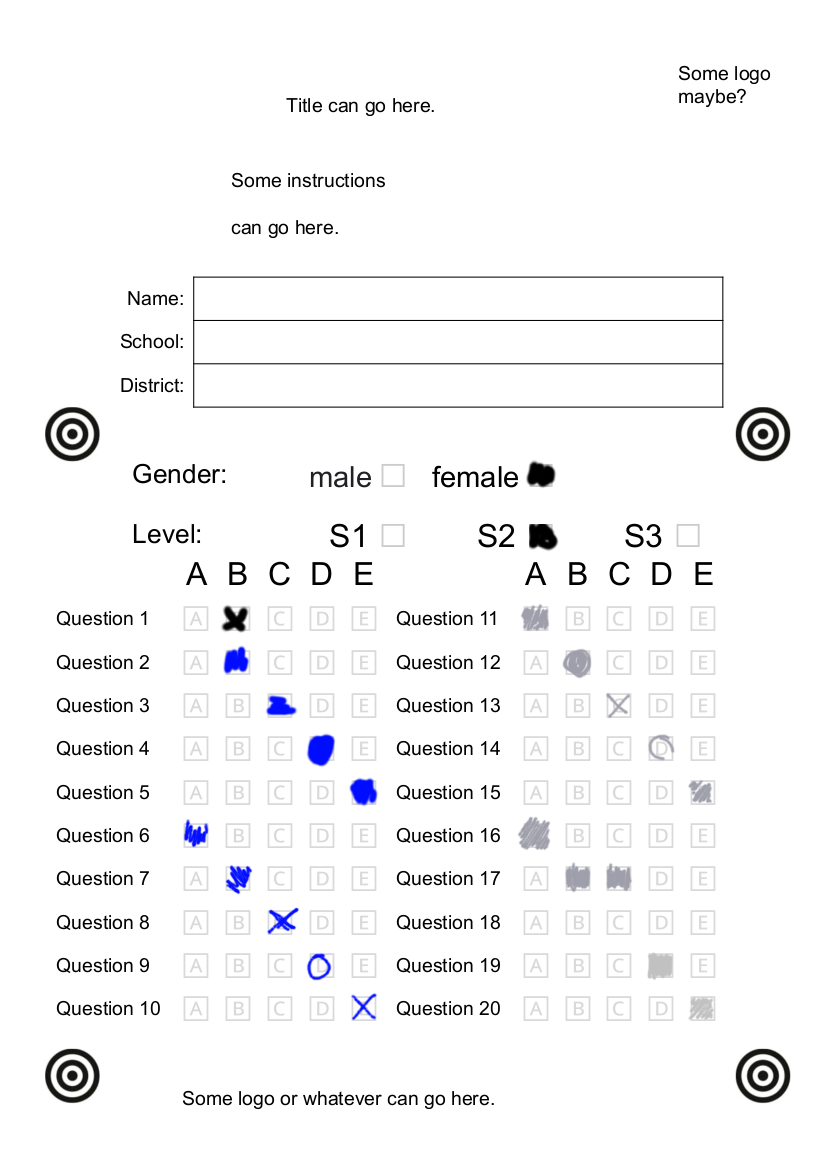 Some logo
maybe?
Title can go here.
Some instructions
can go here.
Name:
School:
District:
Gender: male female
Level: S1 S2 S3
A B C D E A B C D E
Question 1 A C D E Question 11 B C D E
Question 2 A C D E Question 12 A C D E
Question 3 A B D E Question 13 A B D E
Question 4 A B C E Question 14 A B C D E
Question 5 A B C D Question 15 A B C D
Question 6 B C D E Question 16 B C D E
Question 7 A C D E Question 17 A D E
Question 8 A B D E Question 18 A B C D E
Question 9 A B C E Question 19 A B C E
Question 10 A B C D Question 20 A B C D
Some logo or whatever can go here.